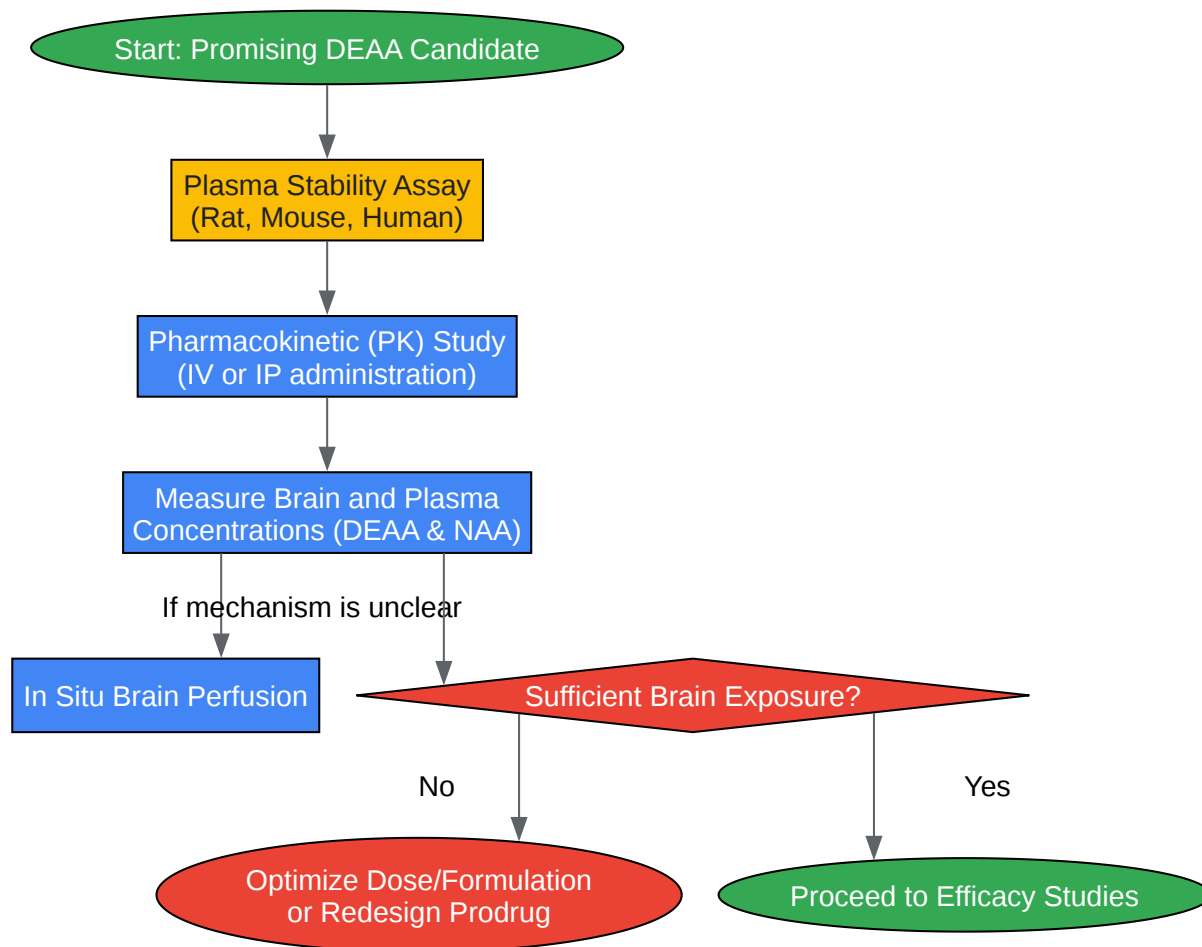 Start: Promising DEAA Candidate
Plasma Stability Assay
(Rat, Mouse, Human)
Pharmacokinetic (PK) Study
(IV or IP administration)
Measure Brain and Plasma
Concentrations (DEAA & NAA)
If mechanism is unclear
In Situ Brain Perfusion
Sufficient Brain Exposure?
No
Yes
Optimize Dose/Formulation
or Redesign Prodrug
Proceed to Efficacy Studies